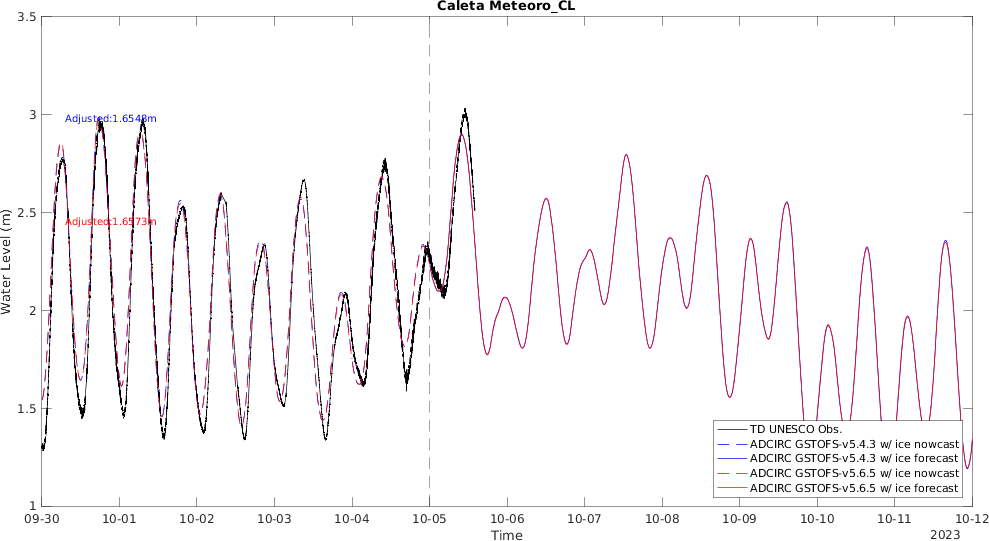 Caleta Meteoro_CL
3.5
3
2.5
2
1.5
1
Water Level (m)
Adjusted:1.6548m
Adjusted:1.6573m
TD UNESCO Obs.
ADCIRC GSTOFS-v5.4.3 w/ ice nowcast
ADCIRC GSTOFS-v5.4.3 w/ ice forecast
ADCIRC GSTOFS-v5.6.5 w/ ice nowcast
ADCIRC GSTOFS-v5.6.5 w/ ice forecast
09-30 10-01 10-02 10-03 10-04 10-05 10-06 10-07 10-08 10-09 10-10 10-11 10-12
Time
2023